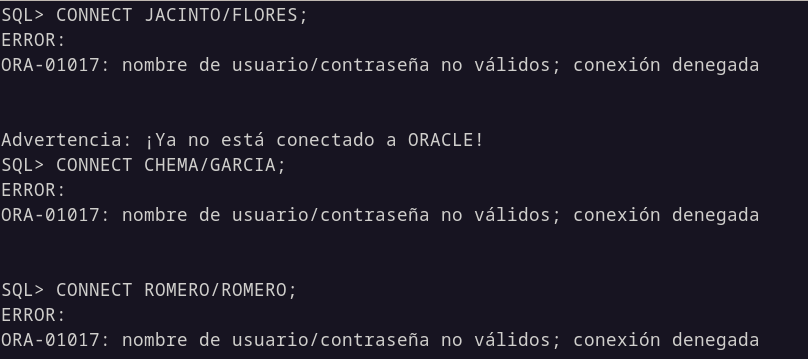 SQL> CONNECT JACINTO/FLORES;
ERROR:
ORA-01017: nombre de usuario/contraseña no válidos; conexión denegada
Advertencia: ¡Ya no está conectado a ORACLE!
SQL> CONNECT CHEMA/GARCIA;
ERROR:
ORA-01017: nombre de usuario/contraseña no válidos; conexión denegada
SQL> CONNECT ROMERO/ROMERO;
ERROR:
ORA-01017: nombre de usuario/contraseña no válidos; conexión denegada